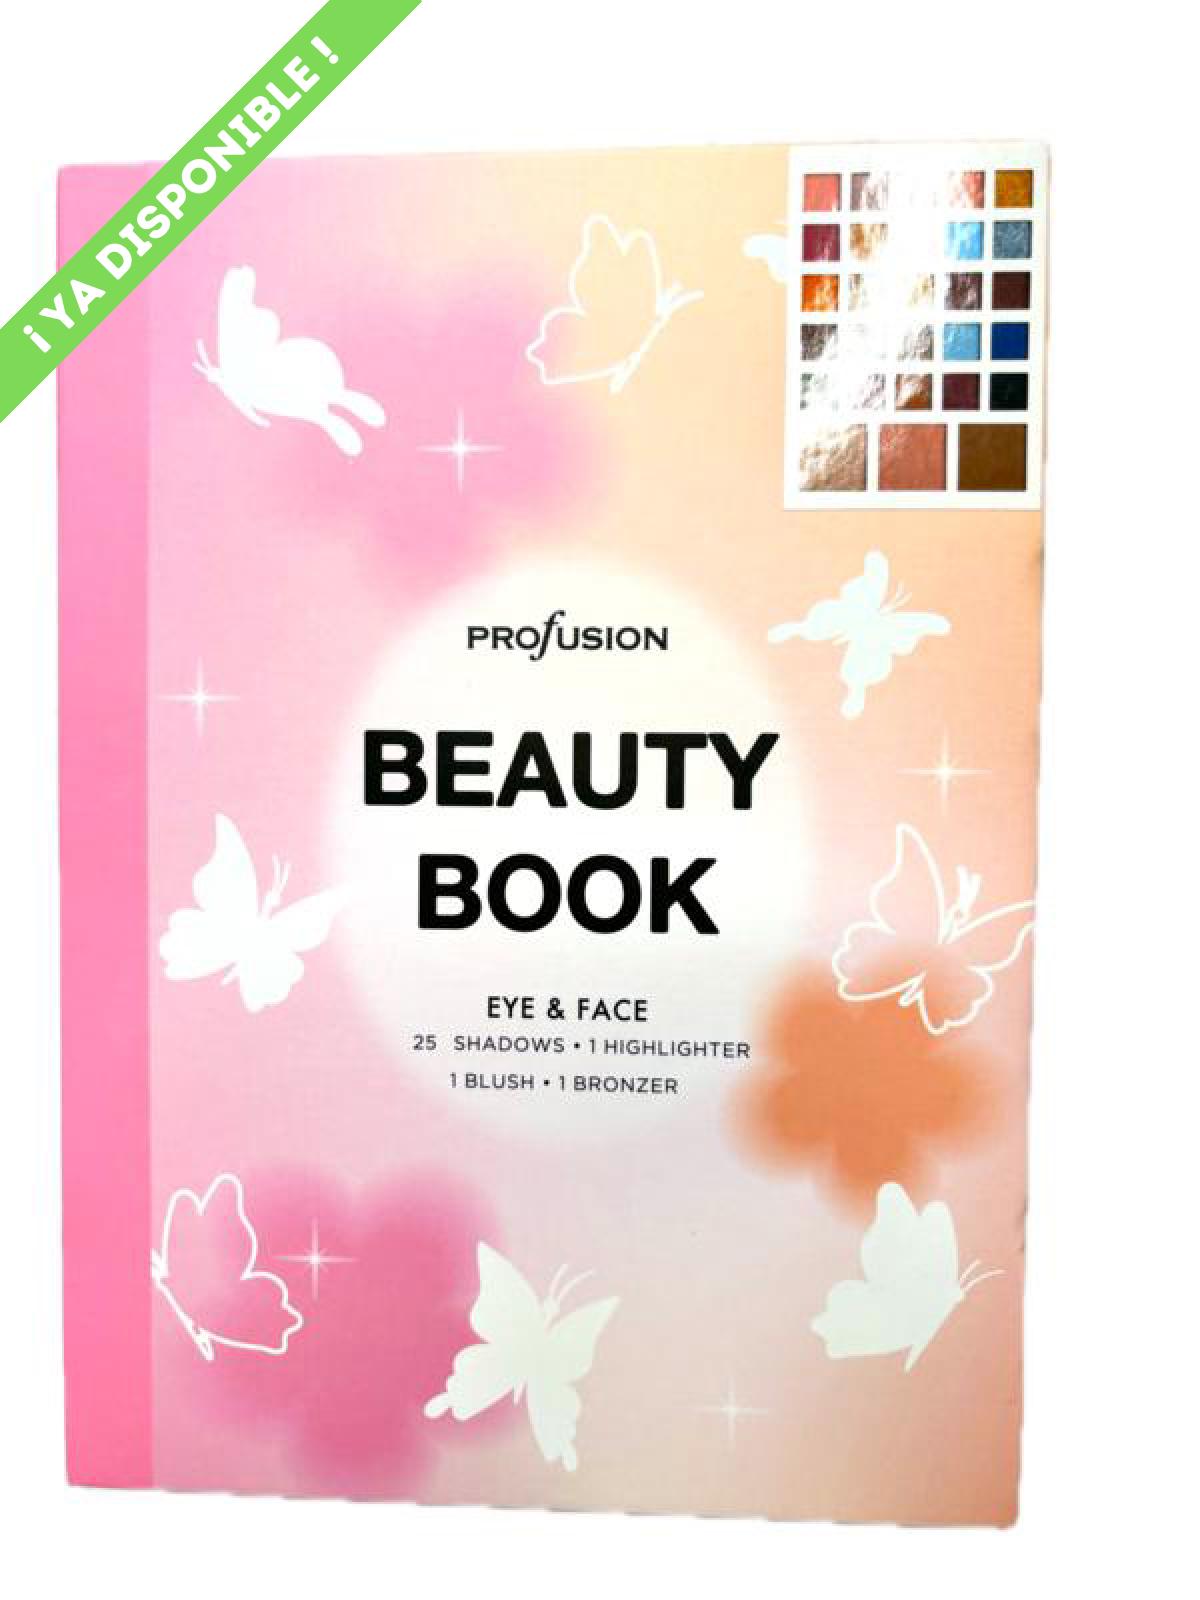 ¡ YA DISPONIBLE !
PROfUSION
BEAUTY
BOOK
EYE & FACE
25 SHADOWS • 1 HIGHLIGHTER
1 BLUSH • 1 BRONZER